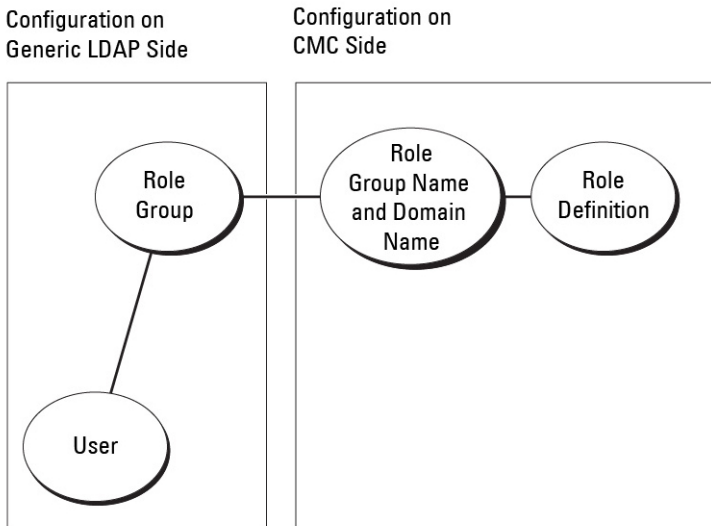 Configuration on
Generic LDAP Side
Configuration on
CMC Side
Role
Group
Role
Group Name
and Domain
Name
Role
Definition
User